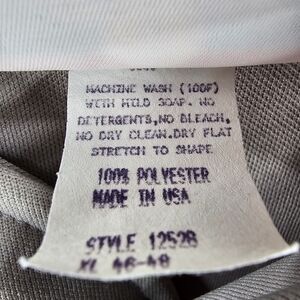 MACHINE WASH (100F)
WITH MILD SOAP. NO
DETERGENTS, NO BLEACH,
NO DRY CLEAN. DRY FLAT
STRETCH TO SHAPE
100% POLYESTER
MADE IN USA
STYLE 12528
XL 46-48